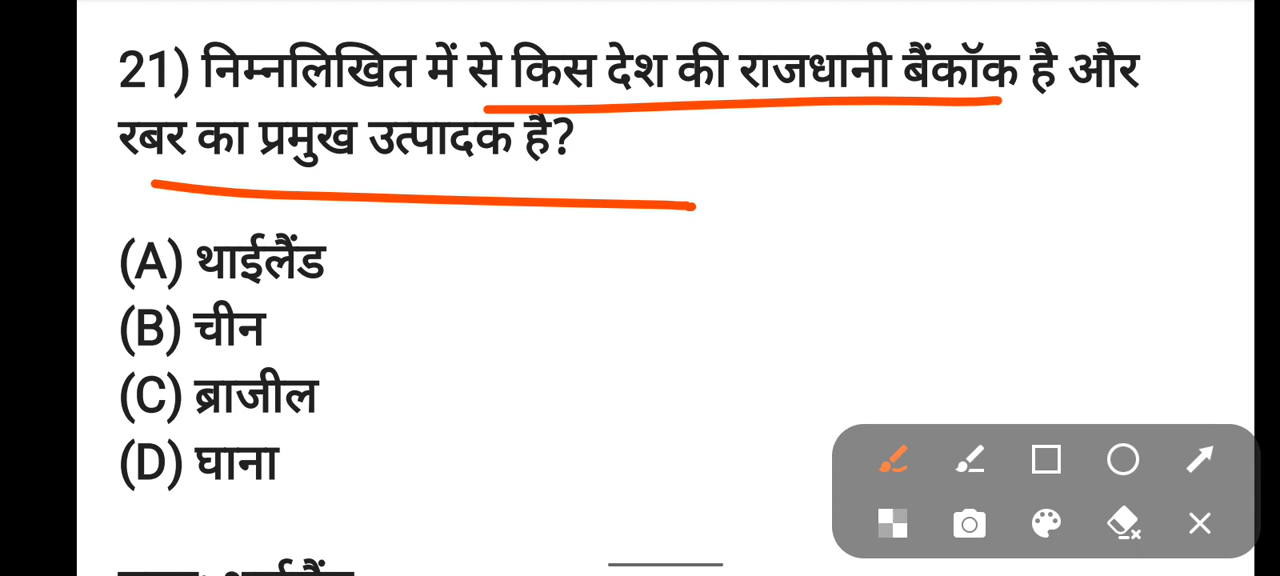 21) निम्नलिखित में से किस देश की राजधानी बैंकॉक है और
रबर का प्रमुख उत्पादक है?
(A) थाईलैंड
(B) चीन
(C) ब्राजील
(D) घाना